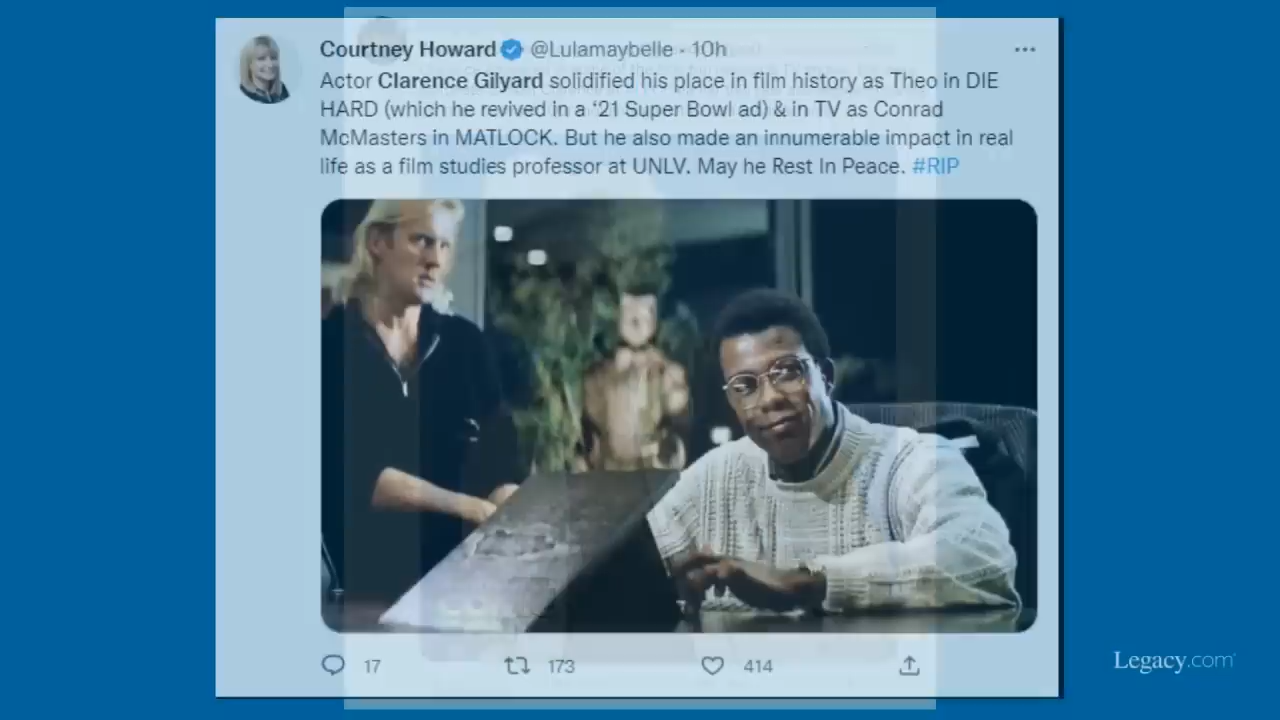 Courtney Howard @Lulamaybelle · 10h
Actor Clarence Gilyard solidified his place in film history as Theo in DIE
HARD (which he revived in a ‘21 Super Bowl ad) & in TV as Conrad
McMasters in MATLOCK. But he also made an innumerable impact in real
life as a film studies professor at UNLV. May he Rest In Peace. #RIP
17 173 414
Legacy.com